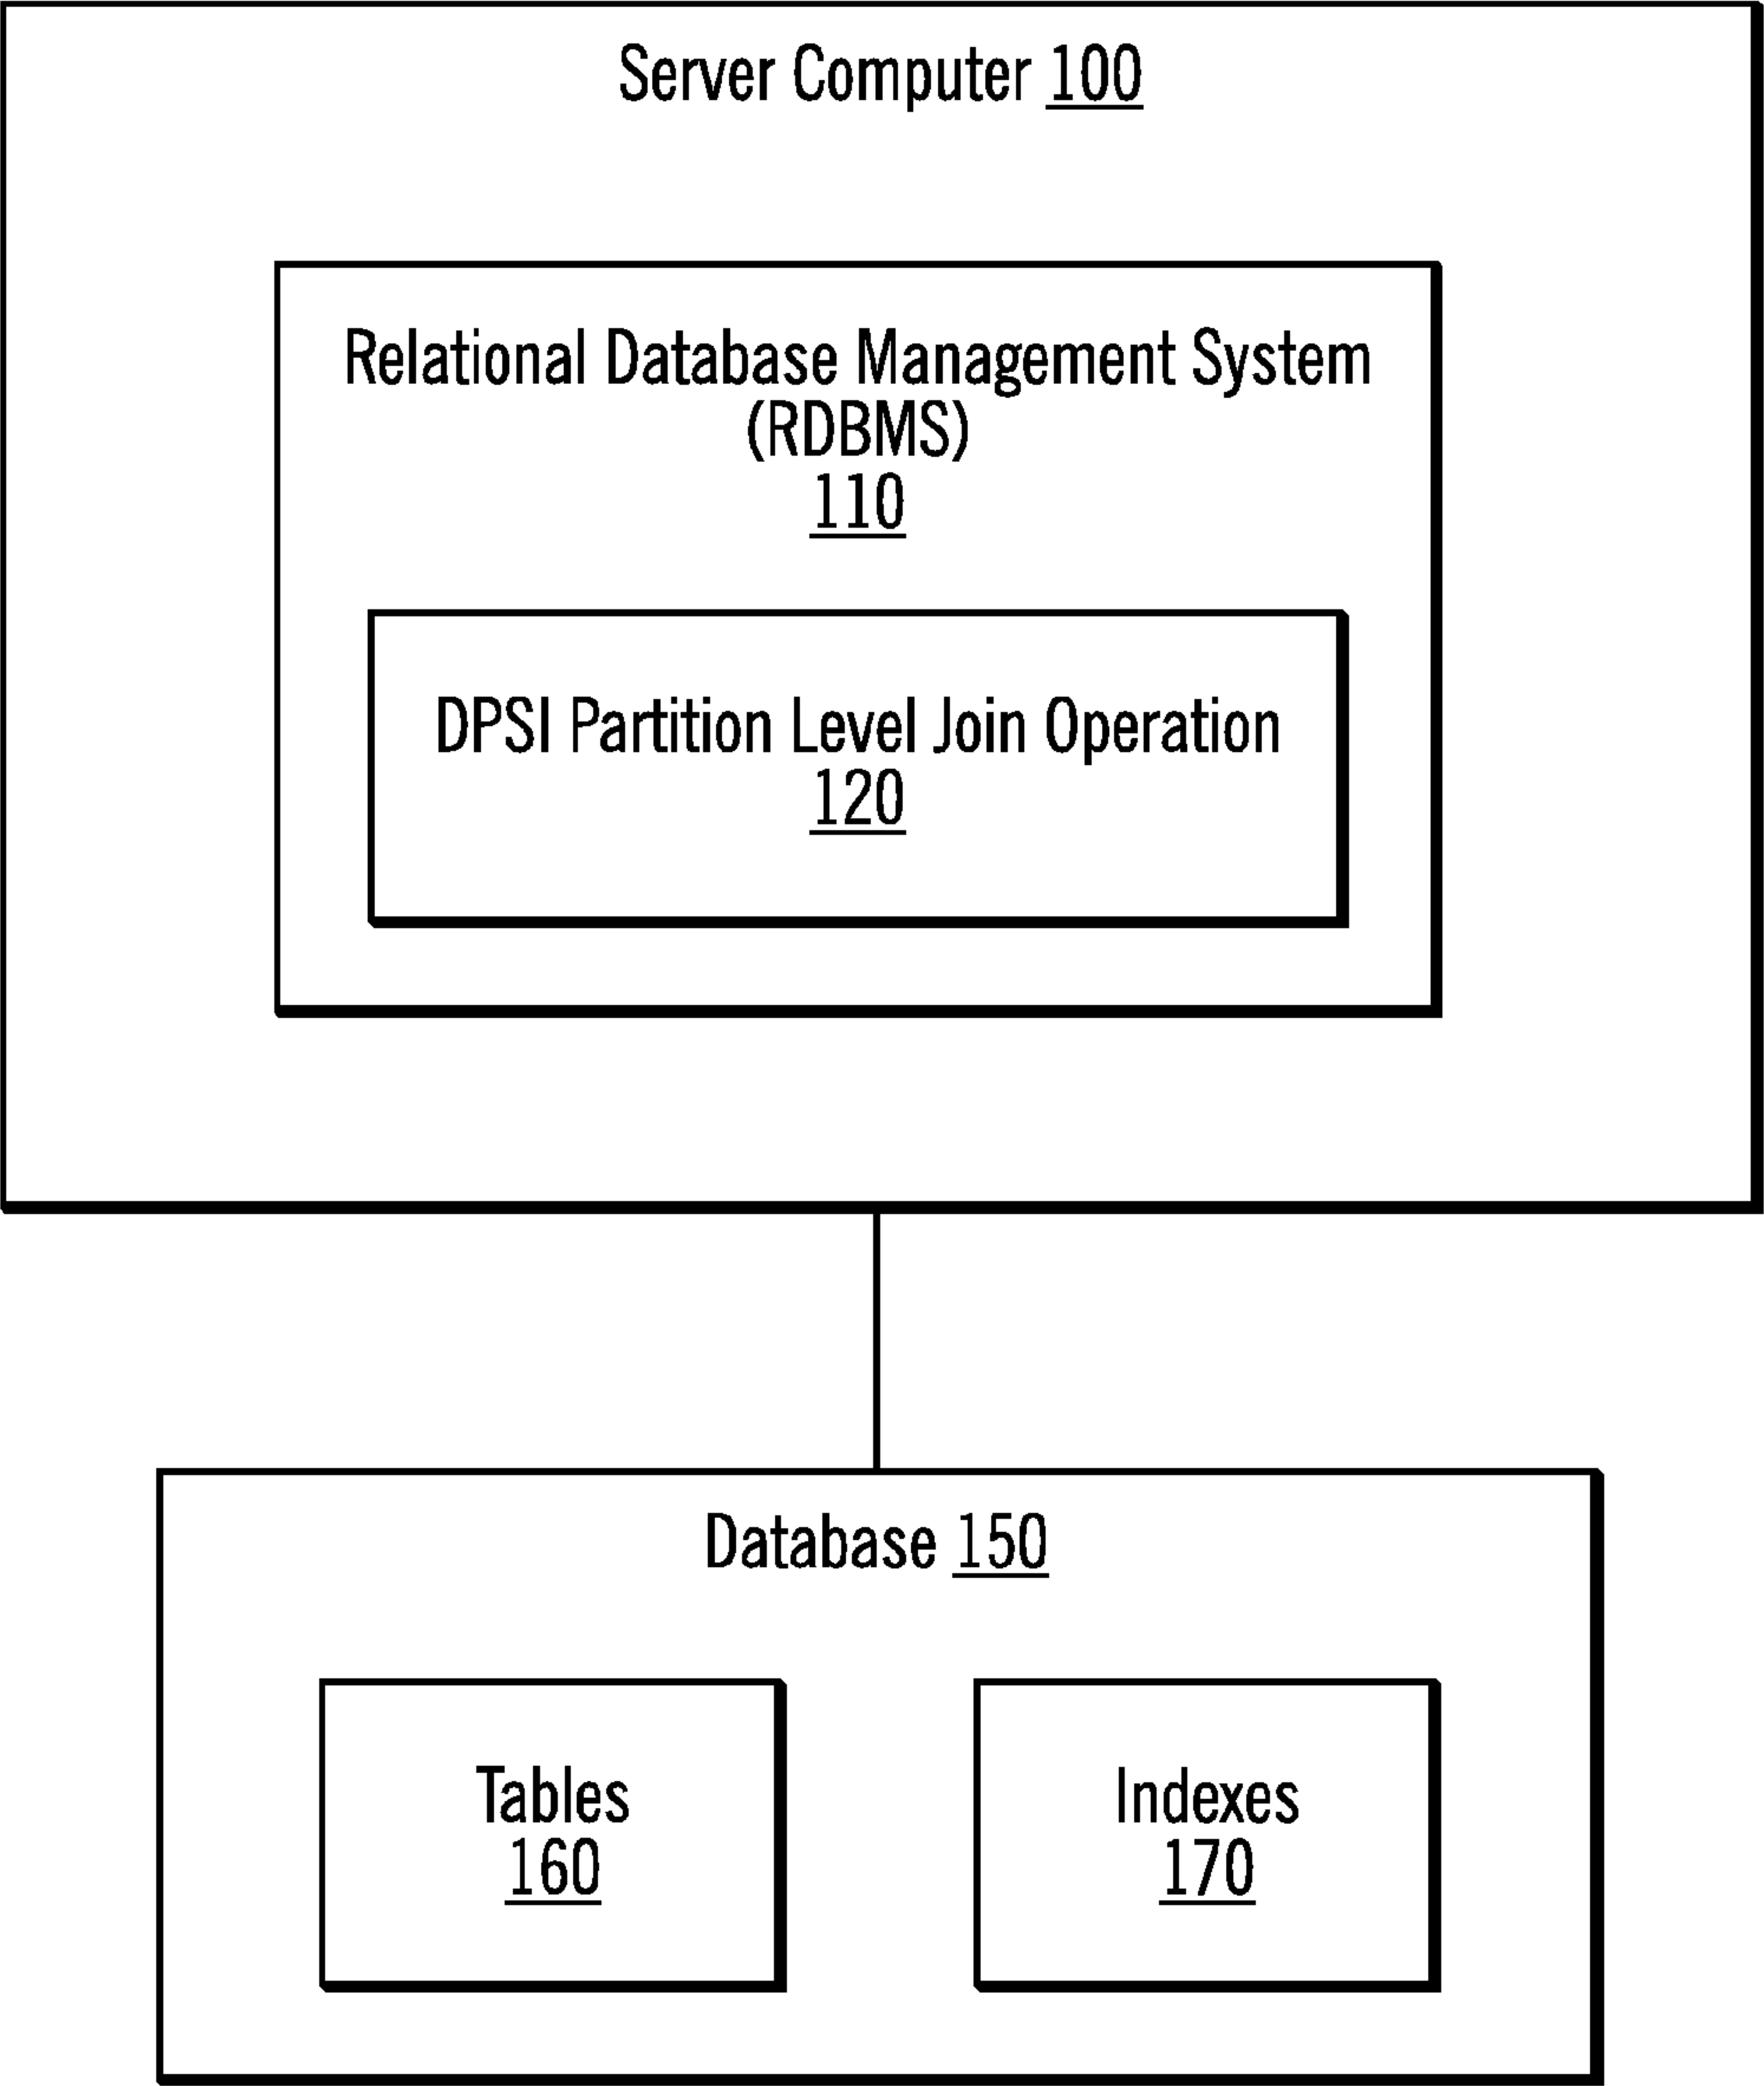 Server Computer 100
Relational Database Management System
(RDBMS)
110
DPSI Partition Level Join Operation
120
Database 150
Tables
160
Indexes
170